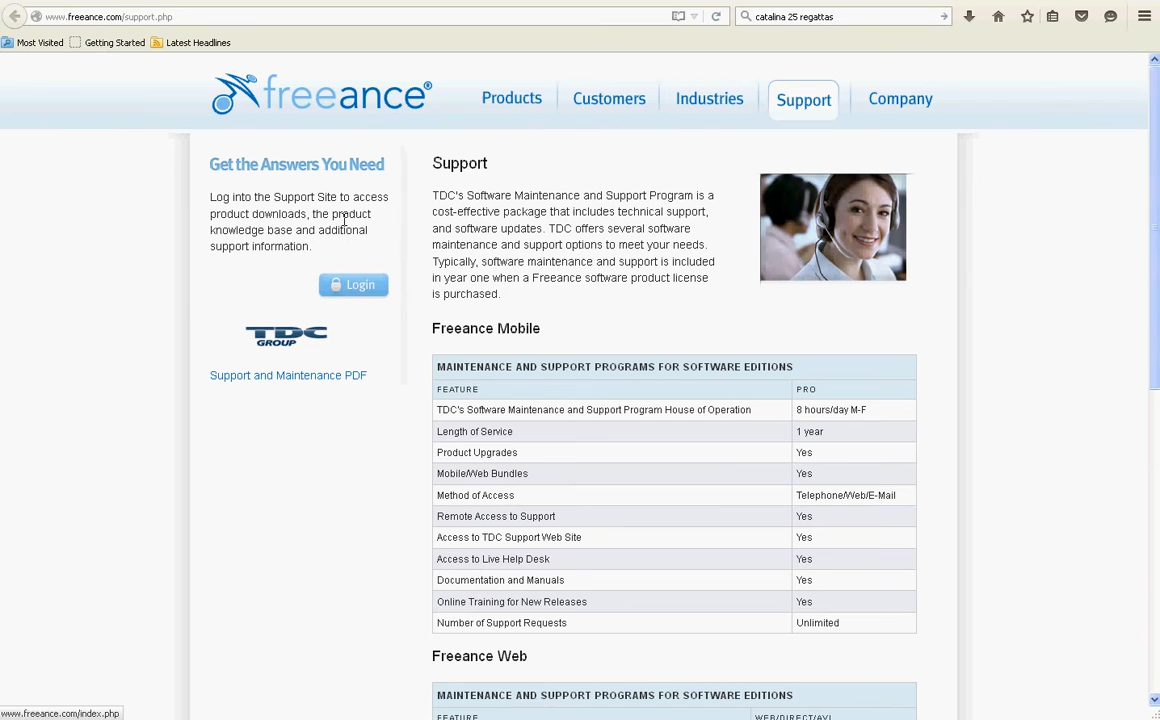 www.freeance.com/support.php
catalina 25 regattas
Most Visited
Getting Started
Latest Headlines
freeance®
Products
Customers
Industries
Support
Company
Get the Answers You Need
Log into the Support Site to access
product downloads, the product
knowledge base and additional
support information.
Login
TDC
GROUP
Support and Maintenance PDF
Support
TDC's Software Maintenance and Support Program is a
cost-effective package that includes technical support,
and software updates. TDC offers several software
maintenance and support options to meet your needs.
Typically, software maintenance and support is included
in year one when a Freeance software product license
is purchased.
Freeance Mobile
MAINTENANCE AND SUPPORT PROGRAMS FOR SOFTWARE EDITIONS
FEATURE PRO
TDC's Software Maintenance and Support Program House of Operation 8 hours/day M-F
Length of Service 1 year
Product Upgrades Yes
Mobile/Web Bundles Yes
Method of Access Telephone/Web/E-Mail
Remote Access to Support Yes
Access to TDC Support Web Site Yes
Access to Live Help Desk Yes
Documentation and Manuals Yes
Online Training for New Releases Yes
Number of Support Requests Unlimited
Freeance Web
MAINTENANCE AND SUPPORT PROGRAMS FOR SOFTWARE EDITIONS
FEATURE WEB/DIRECT/AVL
www.freeance.com/index.php